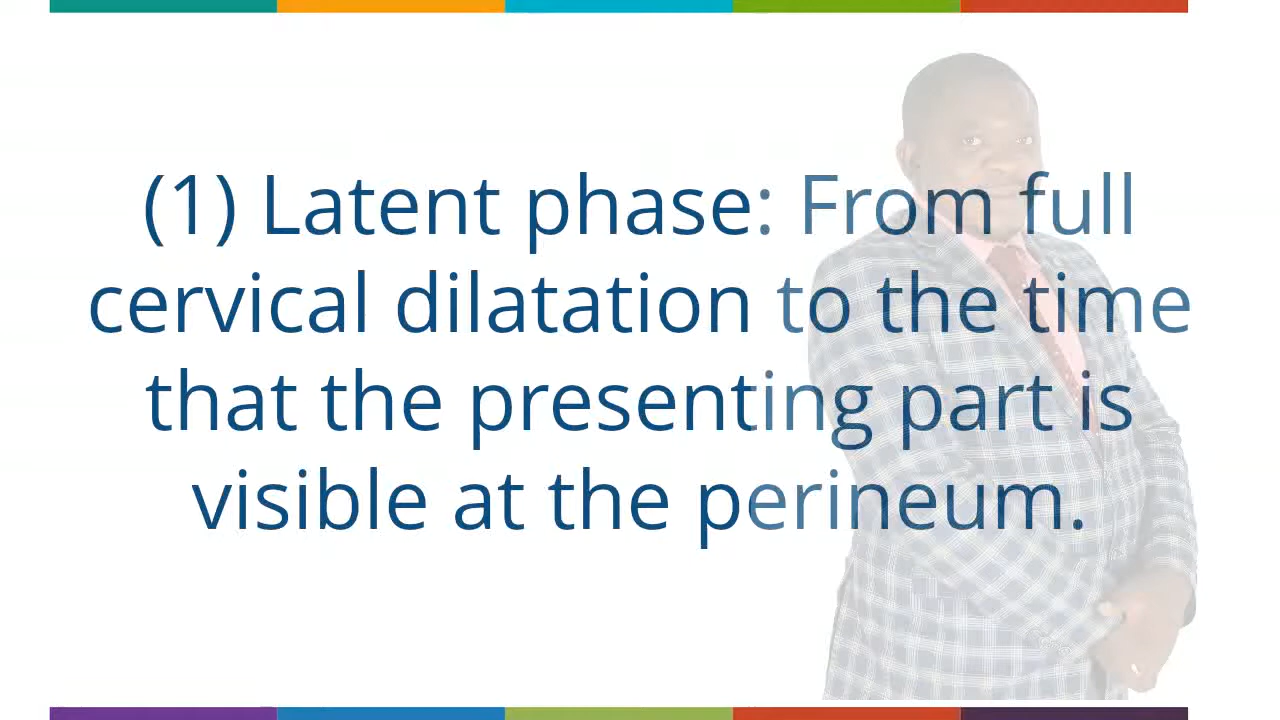 (1) Latent phase: From full
cervical dilatation to the time
that the presenting part is
visible at the perineum.